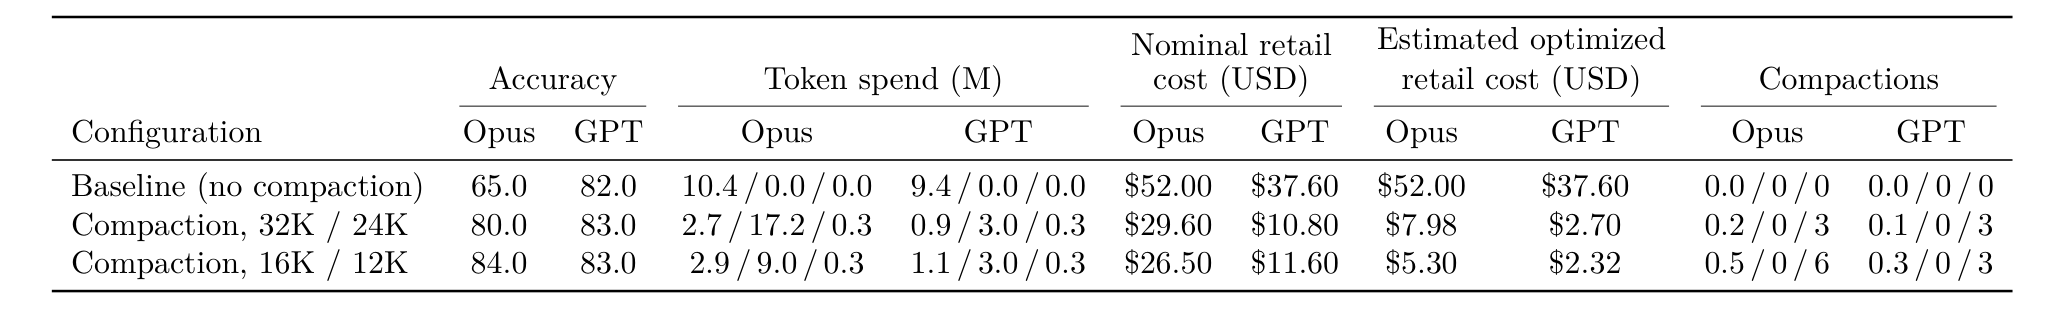 Nominal retail Estimated optimized
Accuracy Token spend (M) cost (USD) retail cost (USD) Compactions
Configuration Opus GPT Opus GPT Opus GPT Opus GPT Opus GPT
Baseline (no compaction) 65.0 82.0 10.4 / 0.0 / 0.0 9.4 / 0.0 / 0.0 $52.00 $37.60 $52.00 $37.60 0.0 / 0 / 0 0.0 / 0 / 0
Compaction, 32K / 24K 80.0 83.0 2.7 / 17.2 / 0.3 0.9 / 3.0 / 0.3 $29.60 $10.80 $7.98 $2.70 0.2 / 0 / 3 0.1 / 0 / 3
Compaction, 16K / 12K 84.0 83.0 2.9 / 9.0 / 0.3 1.1 / 3.0 / 0.3 $26.50 $11.60 $5.30 $2.32 0.5 / 0 / 6 0.3 / 0 / 3